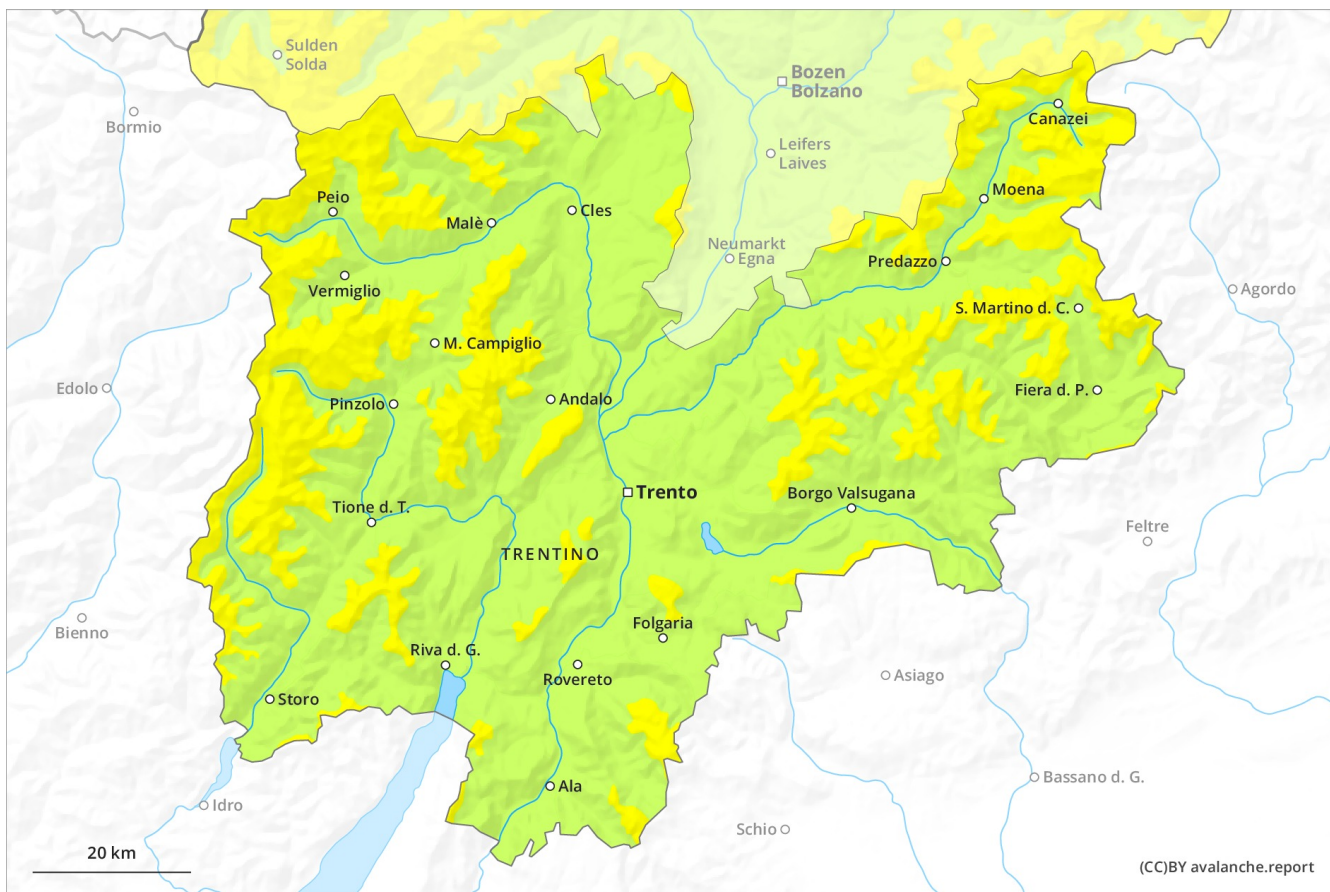 Sulden
Solda
Bozen
Bolzano
Bormio
Canazei
Leifers
Laives
Moena
Peio
Malè
Cles
Neumarkt
Egna
Predazzo
Vermiglio
Agordo
S. Martino d. C.
M. Campiglio
Edolo
Pinzolo
Andalo
Fiera d. P.
Trento
Borgo Valsugana
Tione d. T.
Feltre
TRENTINO
Bienno
Folgaria
Riva d. G.
Rovereto
Asiago
Storo
Bassano d. G.
Ala
Idro
Schio
20 km
(CC)BY avalanche.report